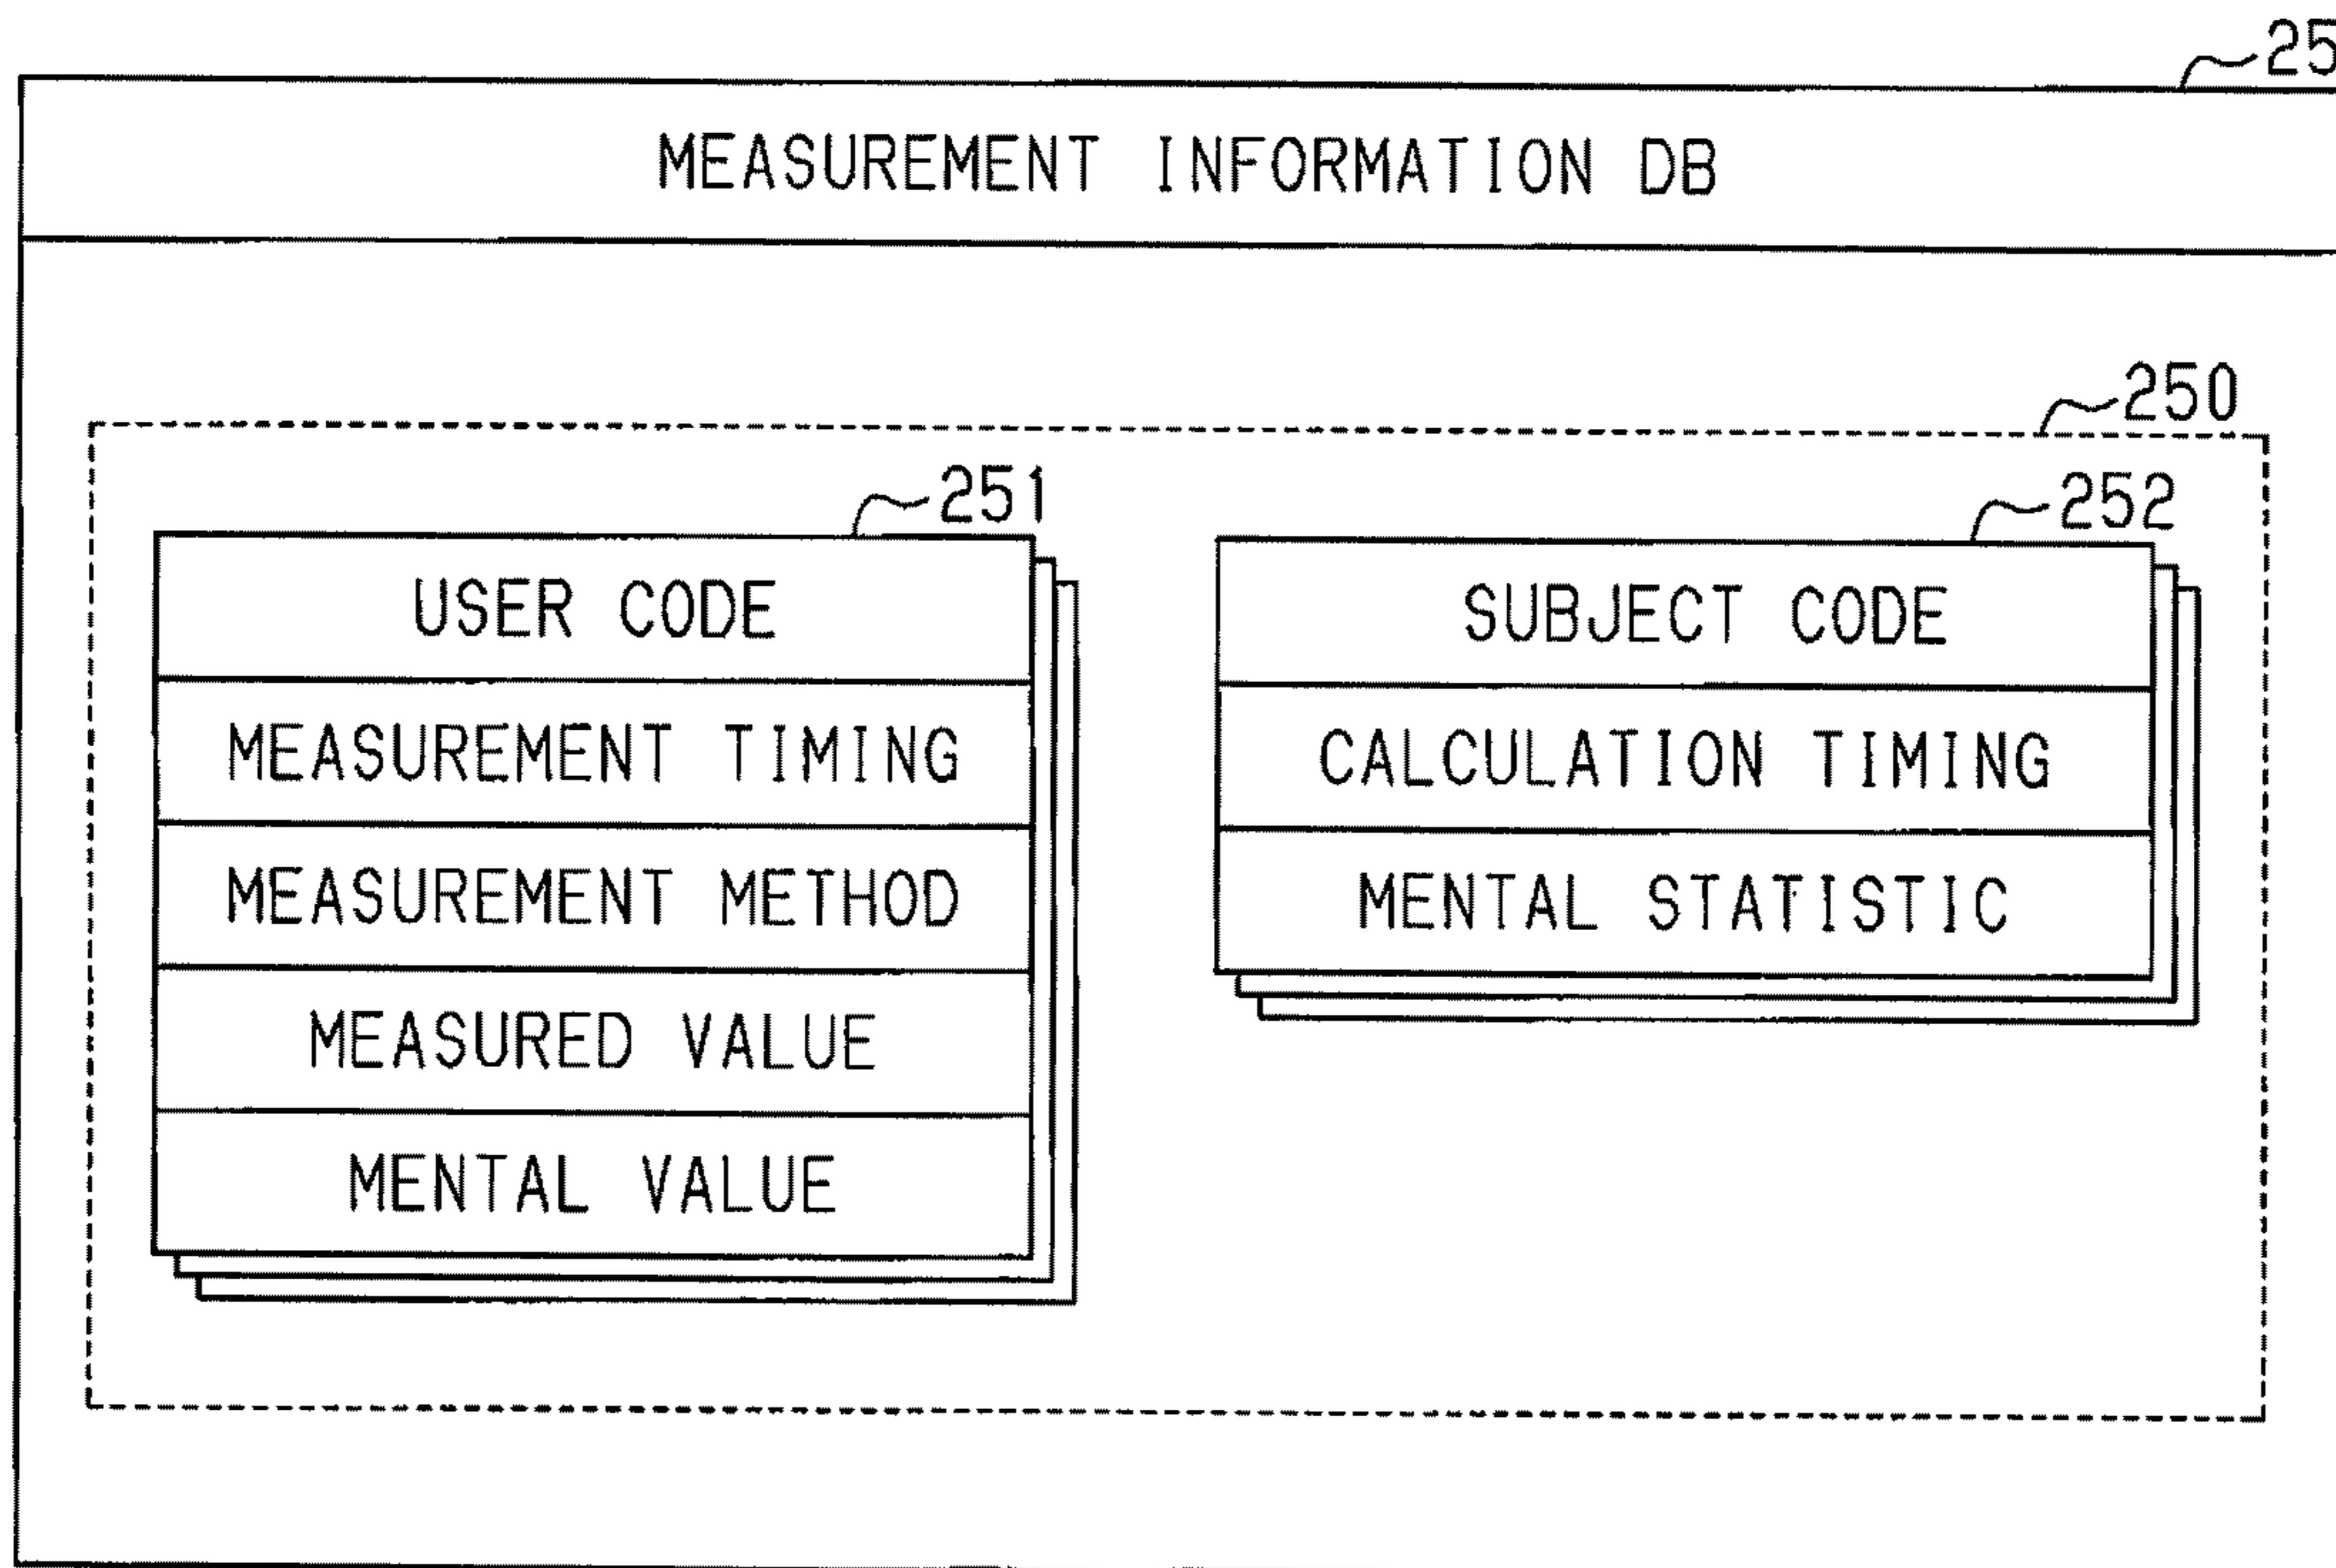 25
MEASUREMENT INFORMATION DB
250
251
252
USER CODE
MEASUREMENT TIMING
MEASUREMENT METHOD
MEASURED VALUE
MENTAL VALUE
SUBJECT CODE
CALCULATION TIMING
MENTAL STATISTIC